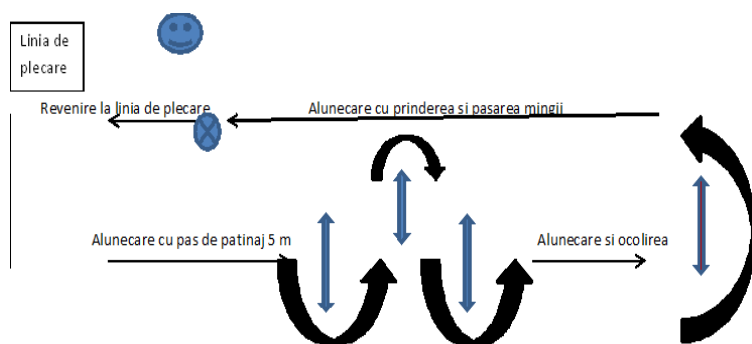 Linia de
plecare
Revenire la linia de plecare
Alunecare cu prinderea si pasarea mingii
Alunecare cu pas de patinaj 5 m
Alunecare si ocolirea